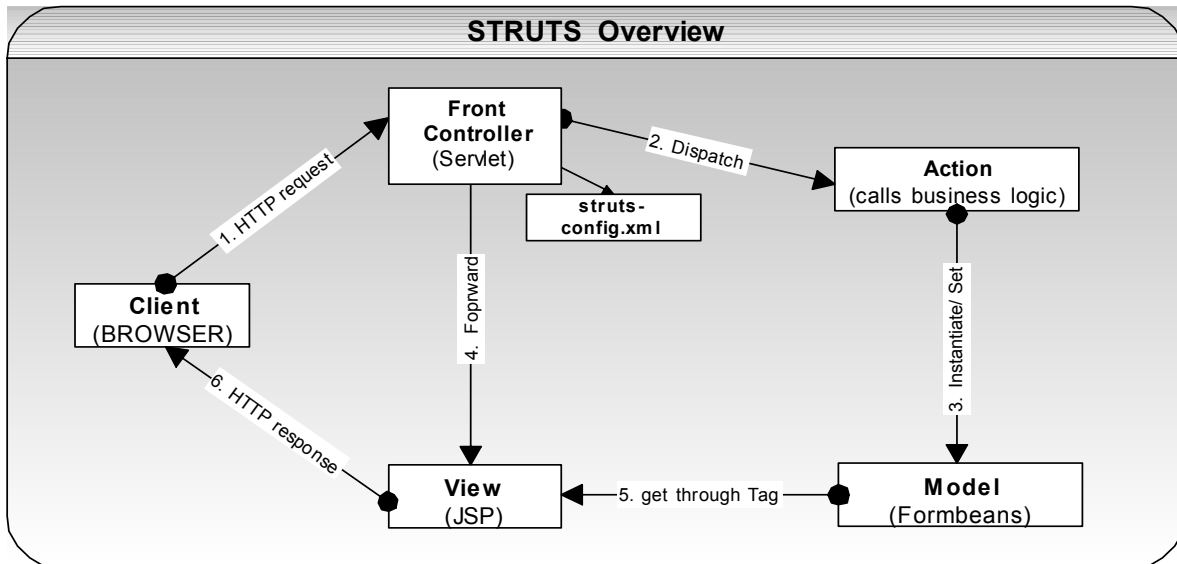 STRUTS Overview
Front
Controller
(Servlet)
2. Dispatch
Action
(calls business logic)
struts-
config.xml
1. HTTP request
Client
(BROWSER)
4. Foprward
3. Instantiate/ Set
6. HTTP response
View
(JSP)
5. get through Tag
Model
(Formbeans)